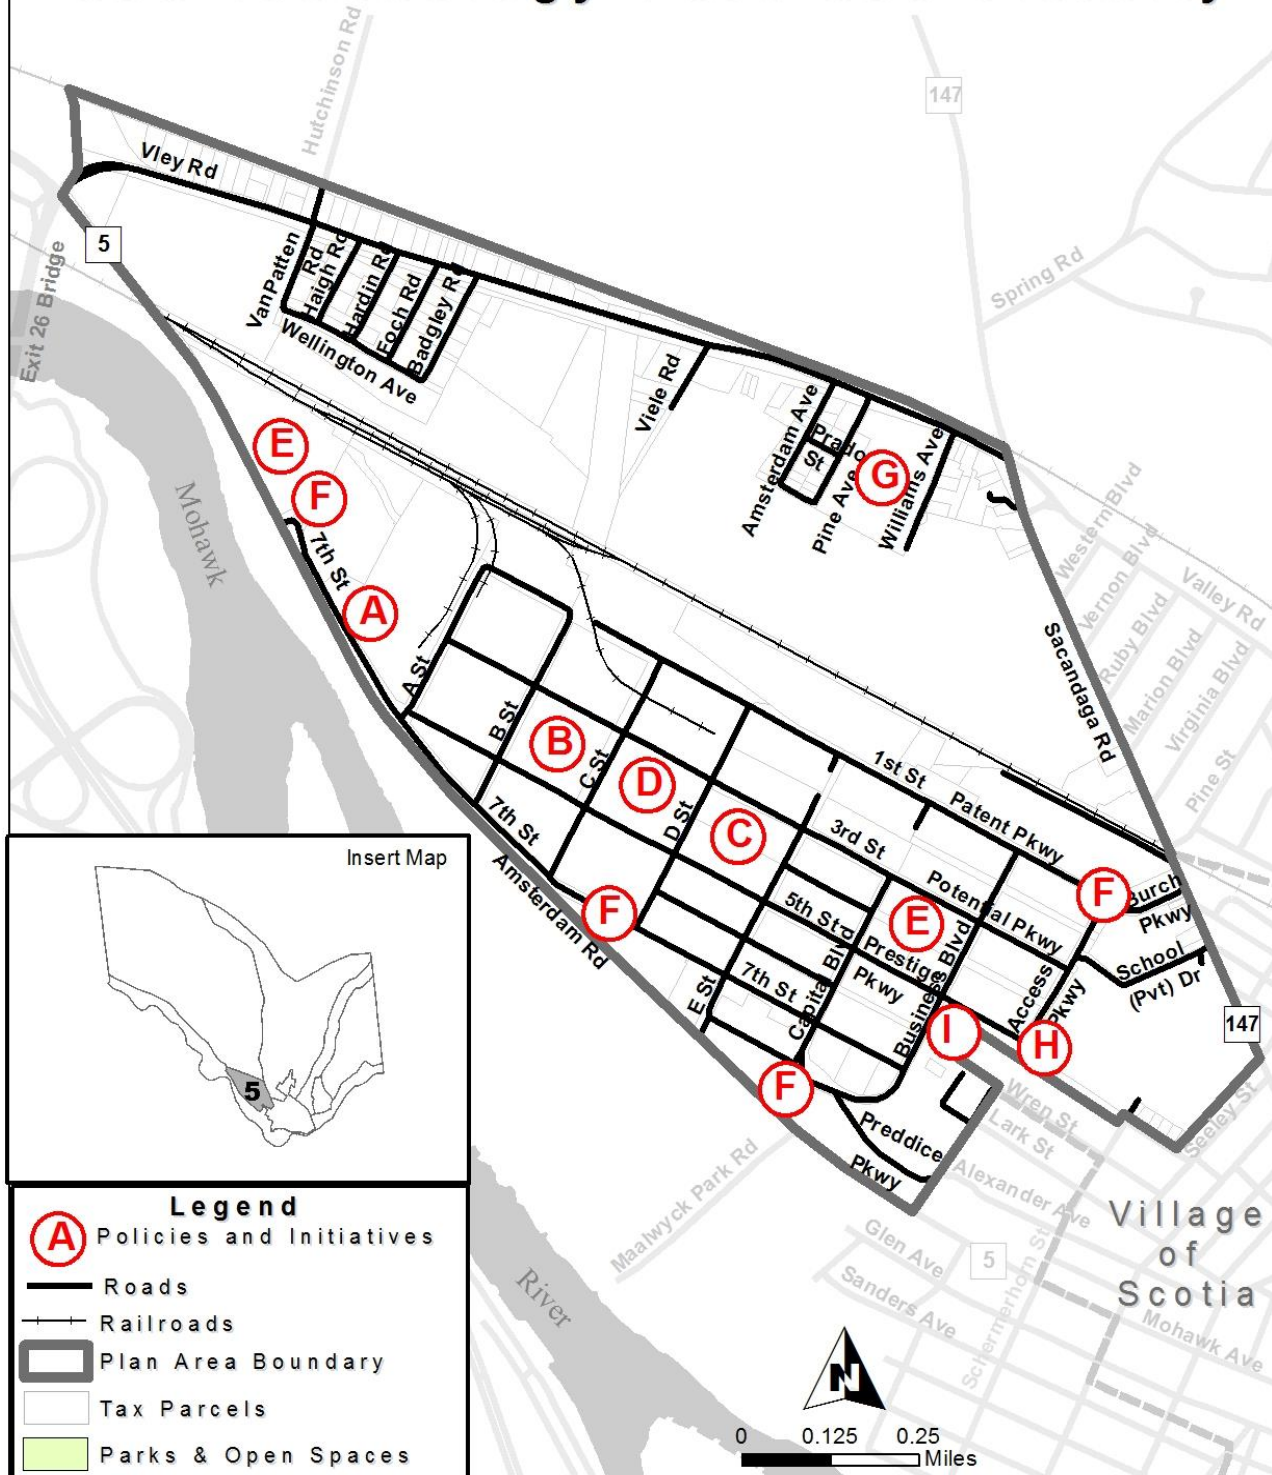 Hutchinson Rd
147
Vley Rd
5
Exit 26 Bridge
VanPatten
Rd
Haigh Rd
Hardin Rd
Foch Rd
Badgley Rd
Wellington Ave
Spring Rd
Viele Rd
Amsterdam Ave
Prado
St
Pine Ave
Williams Ave
G
E
F
7th St
A
Mohawk
Western Blvd
Vernon Blvd
Ruby Blvd
Marion Blvd
Virginia Blvd
Valley Rd
Pine St
Sacandaga Rd
A St
B St
B
C St
D
D St
C
7th St
Amsterdam Rd
F
1st St
Patent Pkwy
3rd St
Potential Pkwy
F
Burch
Pkwy
5th St
E
Prestige
Pkwy
School
(Pvt) Dr
Access
Pkwy
7th St
E St
Capital Blvd
Business Blvd
I
H
147
F
Preddice
Pkwy
Wren St
Lark St
Seeley St
Alexander Ave
Maalwyck Park Rd
Glen Ave
Sanders Ave
5
Schermerhorn St
Mohawk Ave
Village
of
Scotia
River
Insert Map
5
Legend
A Policies and Initiatives
Roads
Railroads
Plan Area Boundary
Tax Parcels
Parks & Open Spaces
N
0 0.125 0.25
Miles